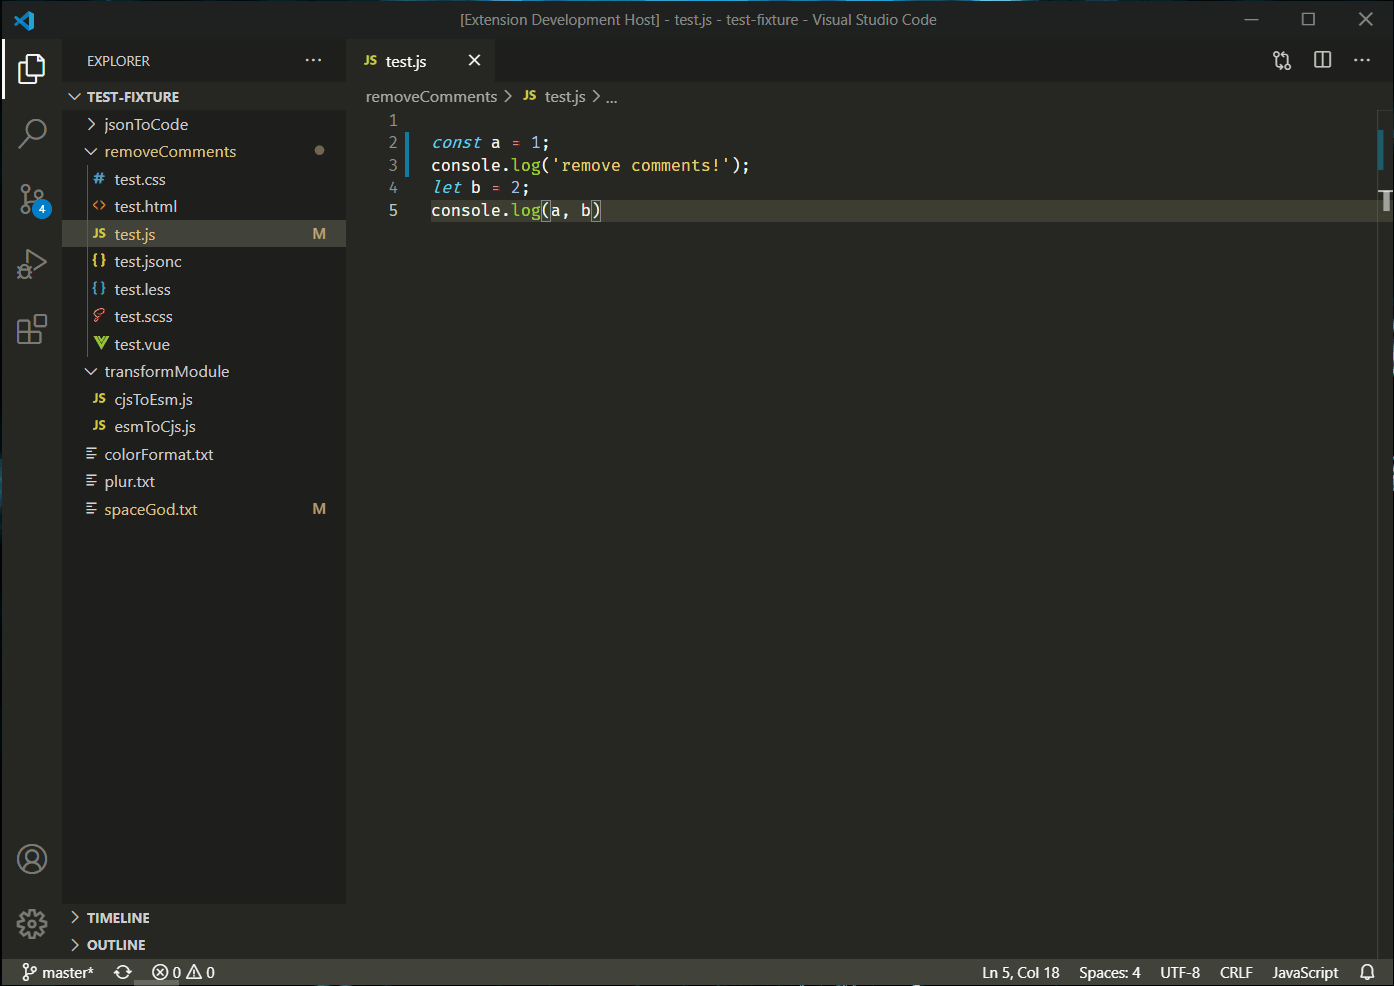 [Extension Development Host] - test.js - test-fixture - Visual Studio Code
EXPLORER
JS test.js
TEST-FIXTURE
removeComments > JS test.js > ...
jsonToCode
removeComments
# test.css
<> test.html
JS test.js M
{} test.jsonc
{} test.less
test.scss
test.vue
transformModule
JS cjsToEsm.js
JS esmToCjs.js
colorFormat.txt
plur.txt
spaceGod.txt M
4
1
2 const a = 1;
3 console.log('remove comments!');
4 let b = 2;
5 console.log(a, b)
TIMELINE
OUTLINE
master* 0 0 Ln 5, Col 18 Spaces: 4 UTF-8 CRLF JavaScript